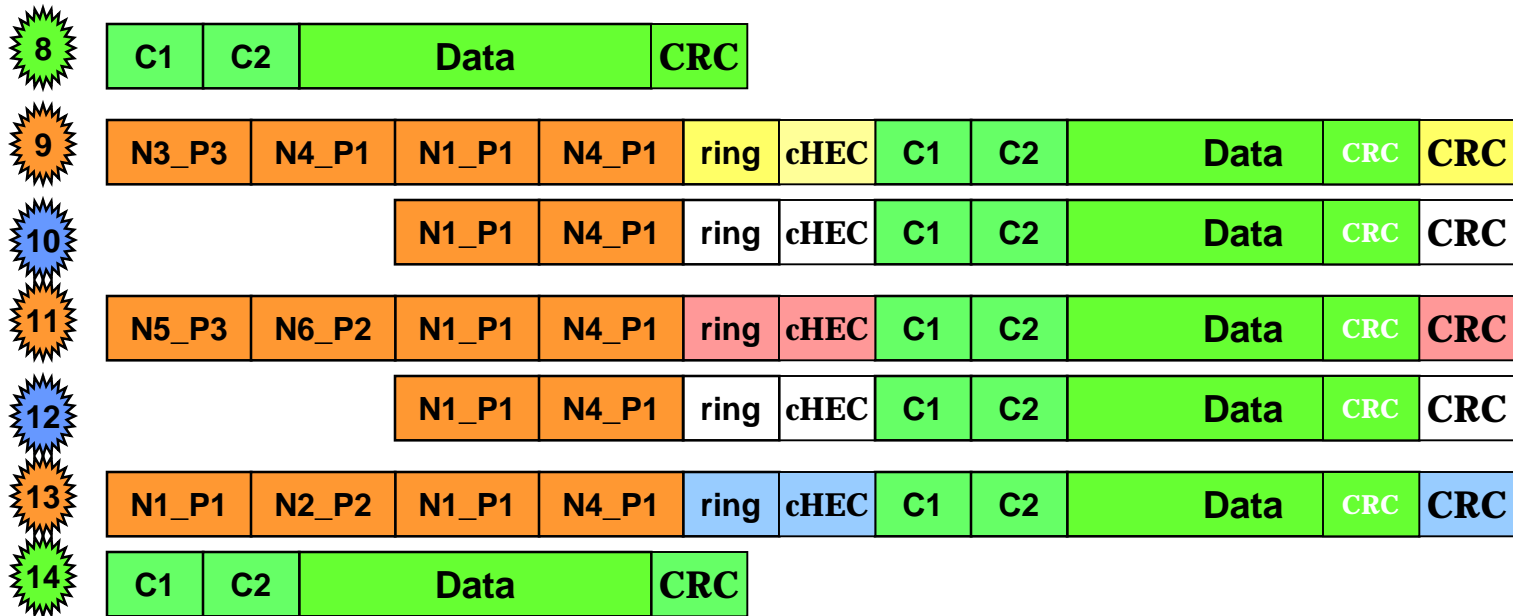 8 C1 C2 Data CRC
9 N3_P3 N4_P1 N1_P1 N4_P1 ring cHEC C1 C2 Data CRC CRC
10 N1_P1 N4_P1 ring cHEC C1 C2 Data CRC CRC
11 N5_P3 N6_P2 N1_P1 N4_P1 ring cHEC C1 C2 Data CRC CRC
12 N1_P1 N4_P1 ring cHEC C1 C2 Data CRC CRC
13 N1_P1 N2_P2 N1_P1 N4_P1 ring cHEC C1 C2 Data CRC CRC
14 C1 C2 Data CRC